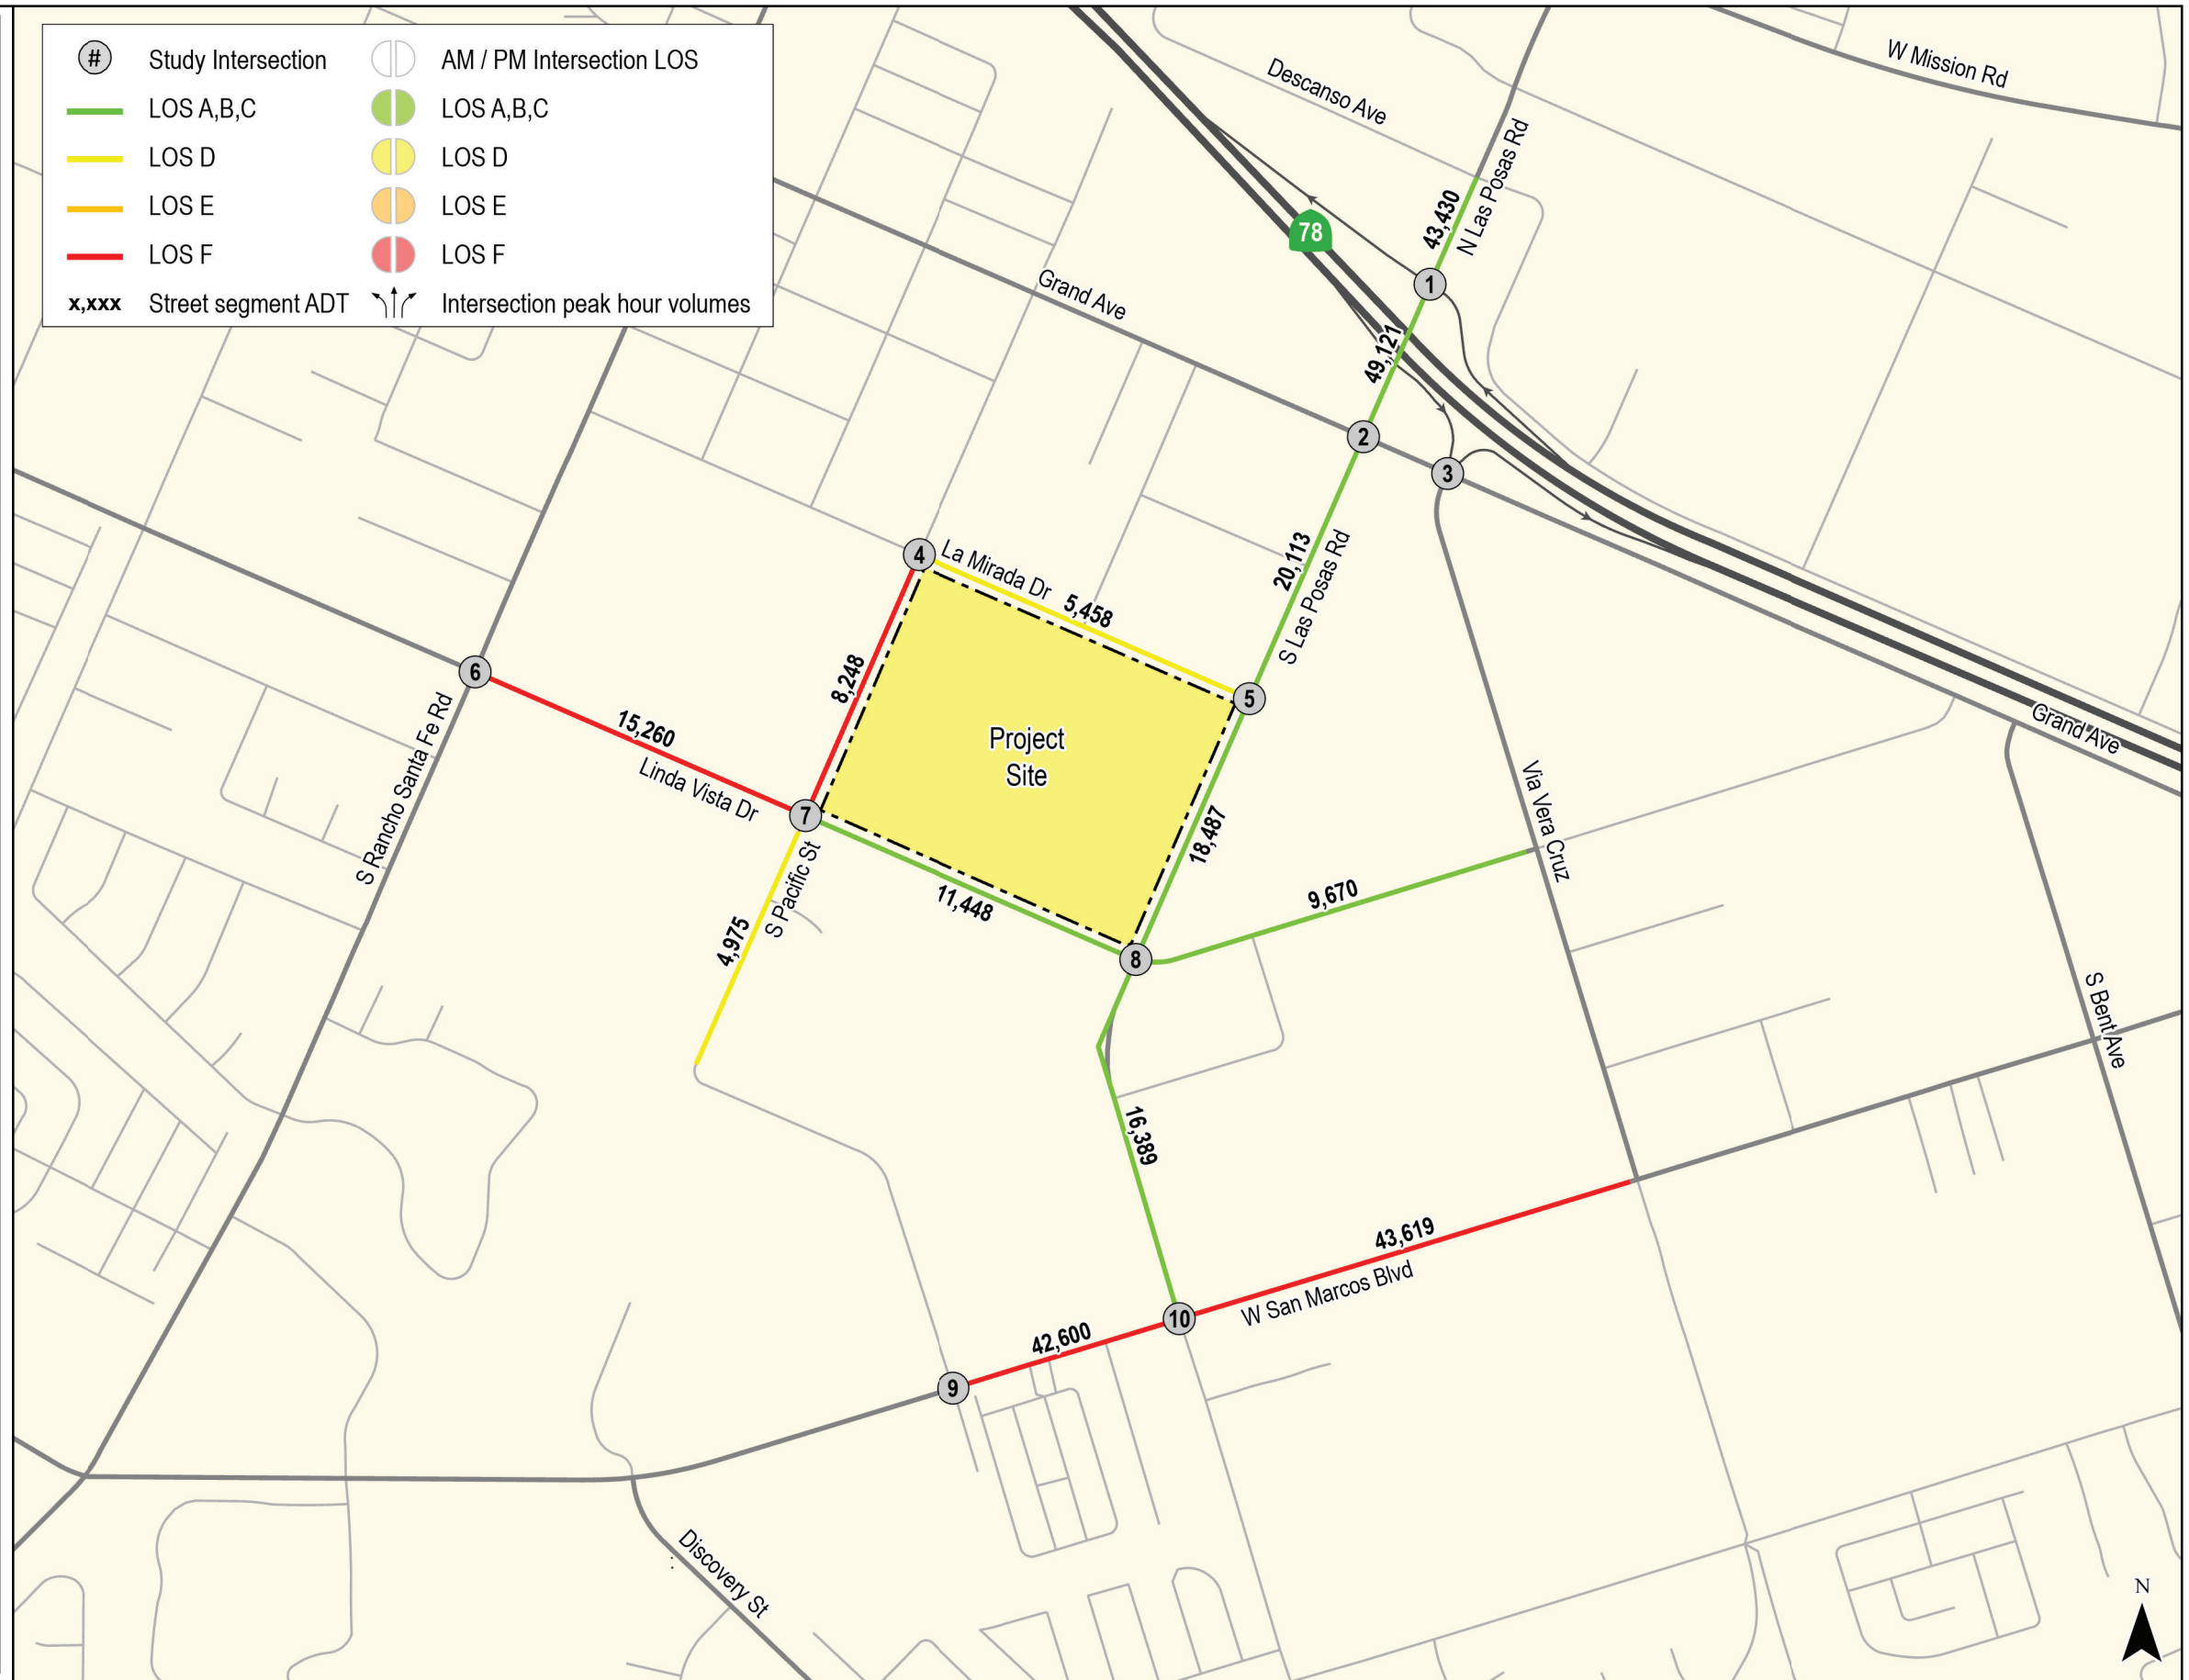 # Study Intersection AM / PM Intersection LOS
LOS A,B,C LOS A,B,C
LOS D LOS D
LOS E LOS E
LOS F LOS F
x,xxx Street segment ADT Intersection peak hour volumes
W Mission Rd
Descanso Ave
N Las Posas Rd
43,430
78
1
Grand Ave
49,121
2
3
20,113
S Las Posas Rd
4
La Mirada Dr
5,458
8,248
5
6
15,260
Linda Vista Dr
S Rancho Santa Fe Rd
Project
Site
Grand Ave
7
18,487
Via Vera Cruz
S Pacific St
11,448
9,670
4,975
8
S Bent Ave
16,389
43,619
W San Marcos Blvd
10
42,600
9
Discovery St
N